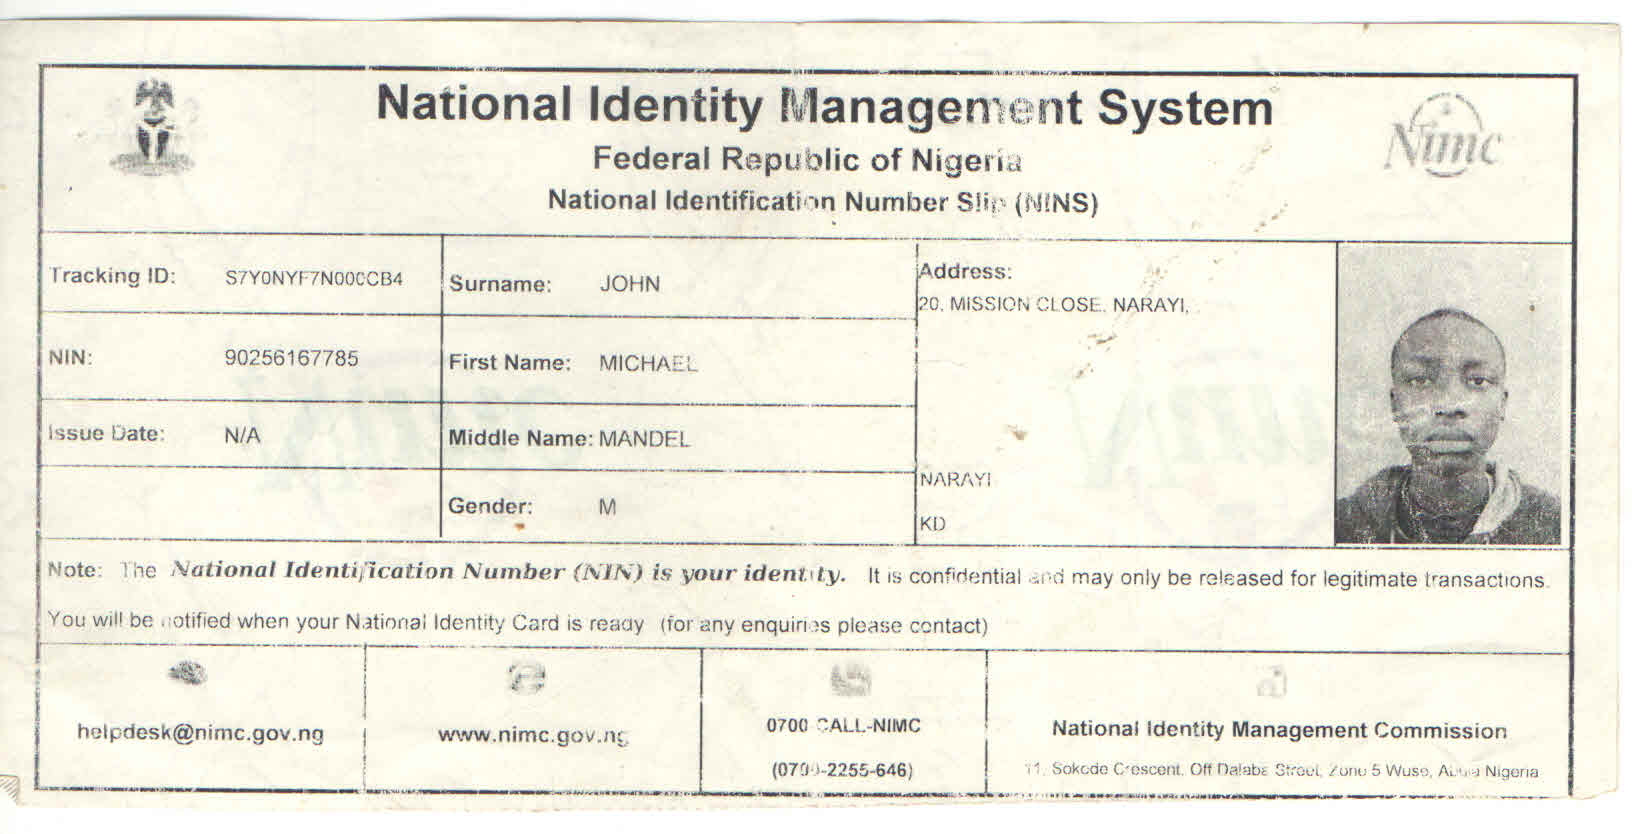 National Identity Management System
Federal Republic of Nigeria
National Identification Number Slip (NINS)
Nimc
Tracking ID: S7Y0NYF7N000CB4
Surname: JOHN
Address:
20, MISSION CLOSE, NARAYI,
NIN: 90256167785
First Name: MICHAEL
Issue Date: N/A
Middle Name: MANDEL
NARAYI
Gender: M
KD
Note: The National Identification Number (NIN) is your identity. It is confidential and may only be released for legitimate transactions.
You will be notified when your National Identity Card is ready (for any enquiries please contact)
helpdesk@nimc.gov.ng
www.nimc.gov.ng
0700 CALL-NIMC
(0700-2255-646)
National Identity Management Commission
11, Sokode Crescent, Off Dalaba Street, Zone 5 Wuse, Abuja Nigeria